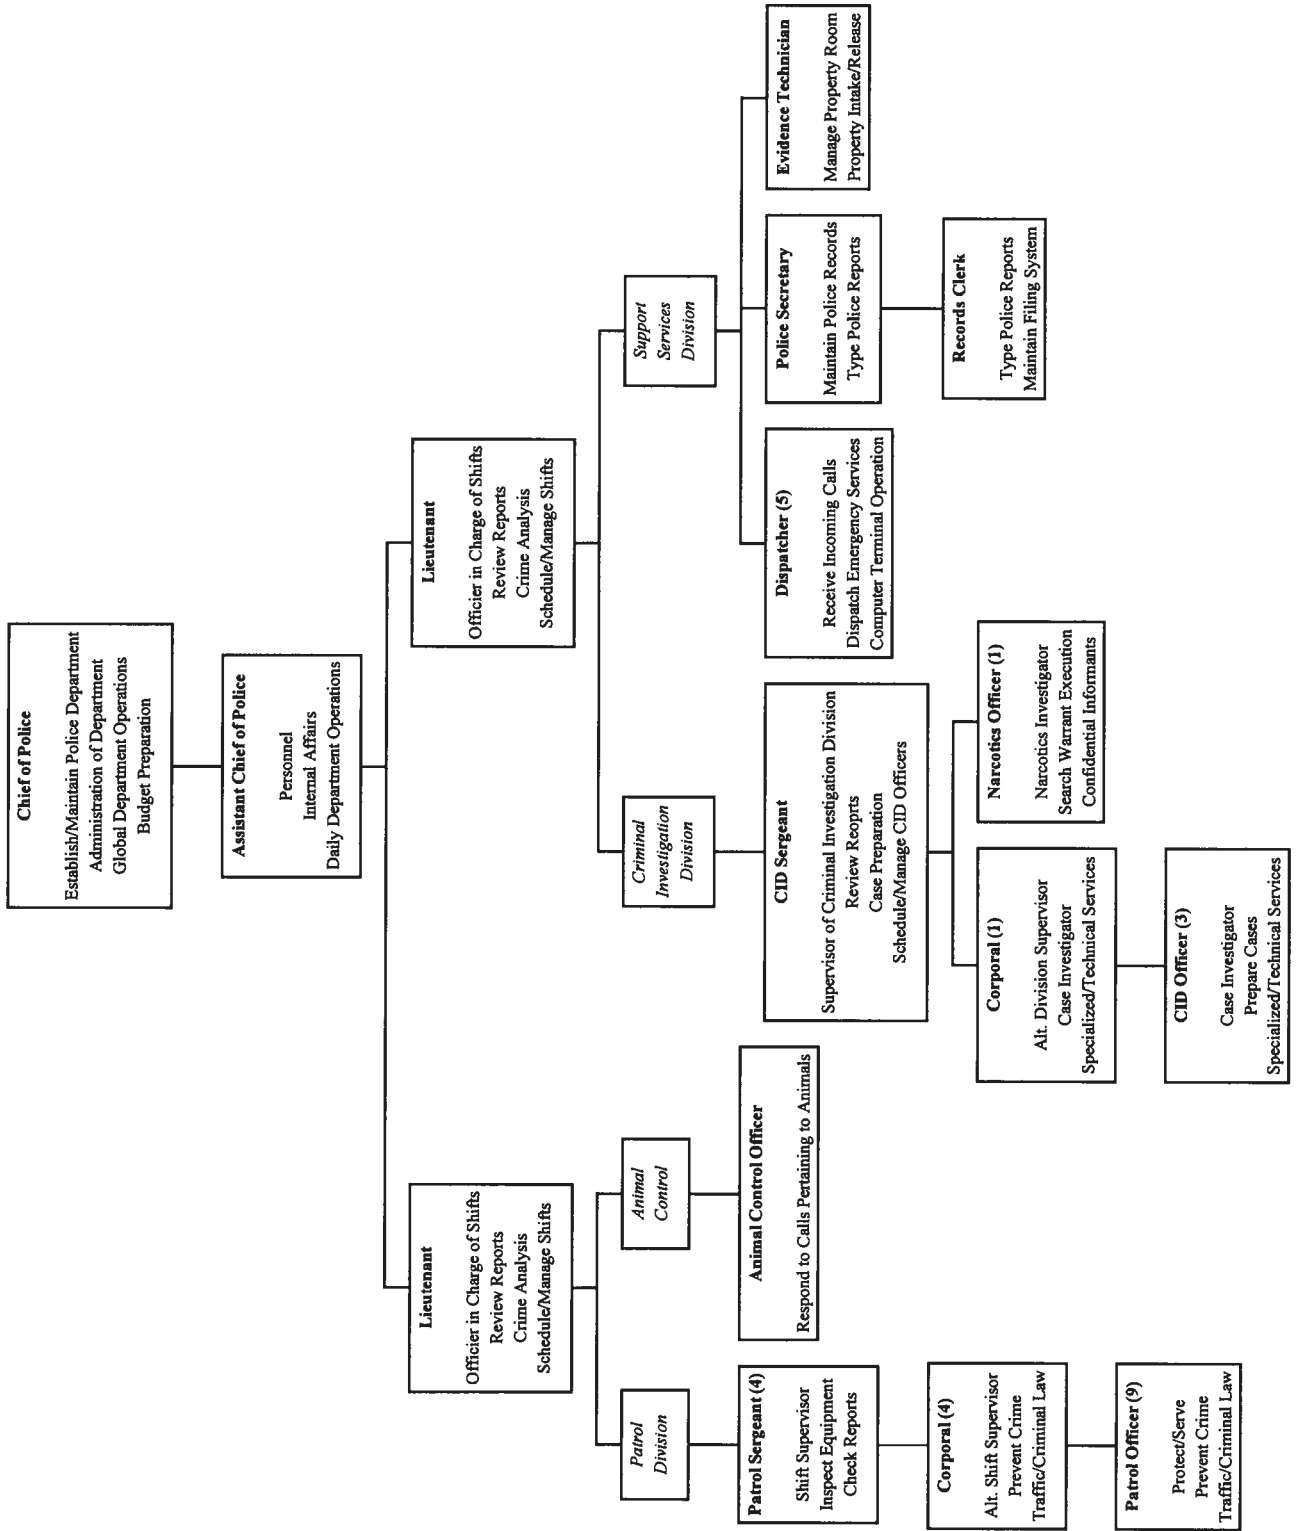 Chief of Police
Establish/Maintain Police Department
Administration of Department
Global Department Operations
Budget Preparation
Assistant Chief of Police
Personnel
Internal Affairs
Daily Department Operations
Lieutenant
Officier in Charge of Shifts
Review Reports
Crime Analysis
Schedule/Manage Shifts
Lieutenant
Officier in Charge of Shifts
Review Reports
Crime Analysis
Schedule/Manage Shifts
Patrol
Division
Animal
Control
Criminal
Investigation
Division
Support
Services
Division
Patrol Sergeant (4)
Shift Supervisor
Inspect Equipment
Check Reports
Animal Control Officer
Respond to Calls Pertaining to Animals
CID Sergeant
Supervisor of Criminal Investigation Division
Review Reoprts
Case Preparation
Schedule/Manage CID Officers
Dispatcher (5)
Receive Incoming Calls
Dispatch Emergency Services
Computer Terminal Operation
Police Secretary
Maintain Police Records
Type Police Reports
Evidence Technician
Manage Property Room
Property Intake/Release
Corporal (4)
Alt. Shift Supervisor
Prevent Crime
Traffic/Criminal Law
Corporal (1)
Alt. Division Supervisor
Case Investigator
Specialized/Technical Services
Narcotics Officer (1)
Narcotics Investigator
Search Warrant Execution
Confidential Informants
Records Clerk
Type Police Reports
Maintain Filing System
Patrol Officer (9)
Protect/Serve
Prevent Crime
Traffic/Criminal Law
CID Officer (3)
Case Investigator
Prepare Cases
Specialized/Technical Services